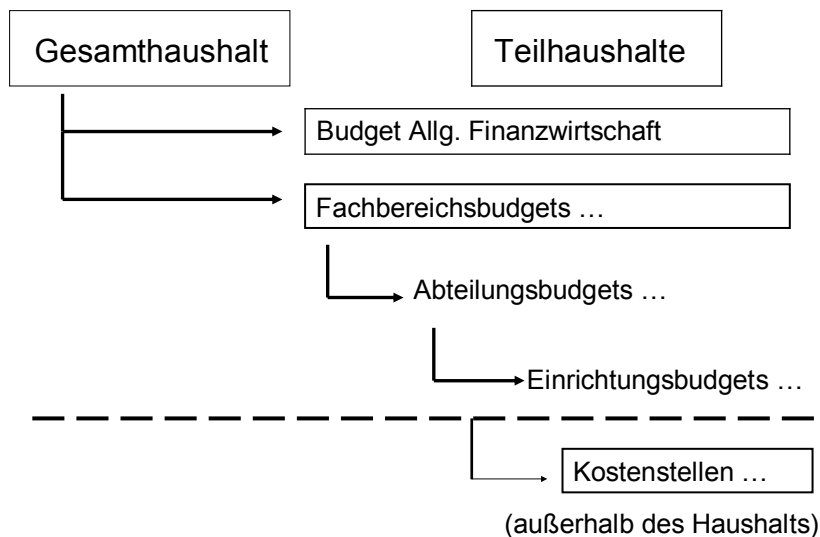 Gesamthaushalt
Teilhaushalte
Budget Allg. Finanzwirtschaft
Fachbereichsbudgets …
Abteilungsbudgets …
Einrichtungsbudgets …
Kostenstellen …
(außerhalb des Haushalts)